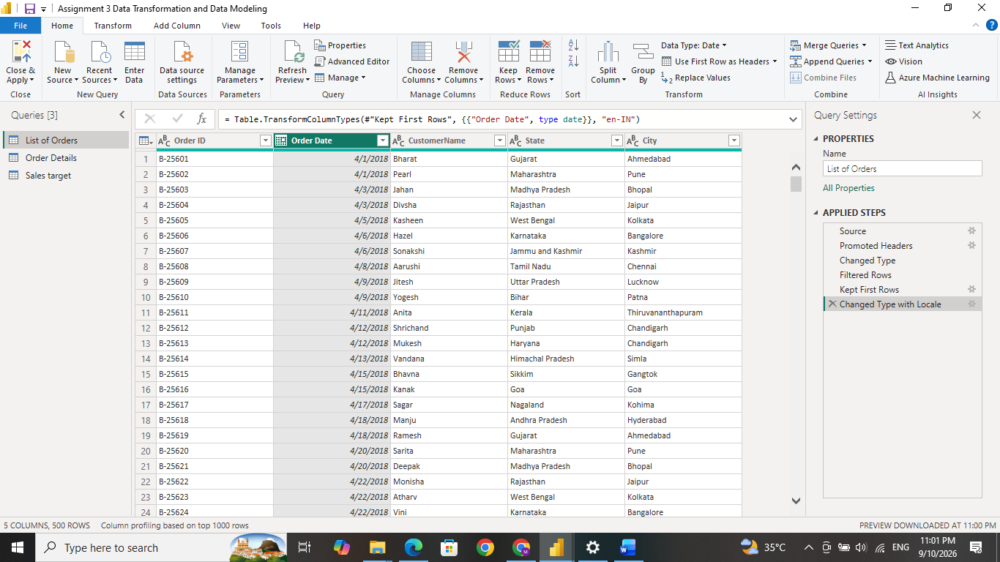 Assignment 3 Data Transformation and Data Modeling
File Home Transform Add Column View Tools Help
Close & Apply
Close
New Source
Recent Sources
Enter Data
New Query
Data source settings
Data Sources
Manage Parameters
Parameters
Refresh Preview
Properties
Advanced Editor
Manage
Query
Choose Columns
Remove Columns
Manage Columns
Keep Rows
Remove Rows
Reduce Rows
Sort
Split Column
Group By
Data Type: Date
Use First Row as Headers
Replace Values
Transform
Merge Queries
Append Queries
Combine Files
Combine
Text Analytics
Vision
Azure Machine Learning
AI Insights
Queries [3]
List of Orders
Order Details
Sales target
= Table.TransformColumnTypes(#"Kept First Rows", {{"Order Date", type date}}, "en-IN")
Order ID Order Date CustomerName State City
1 B-25601 4/1/2018 Bharat Gujarat Ahmedabad
2 B-25602 4/1/2018 Pearl Maharashtra Pune
3 B-25603 4/3/2018 Jahan Madhya Pradesh Bhopal
4 B-25604 4/3/2018 Divsha Rajasthan Jaipur
5 B-25605 4/5/2018 Kasheen West Bengal Kolkata
6 B-25606 4/6/2018 Hazel Karnataka Bangalore
7 B-25607 4/6/2018 Sonakshi Jammu and Kashmir Kashmir
8 B-25608 4/8/2018 Aarushi Tamil Nadu Chennai
9 B-25609 4/9/2018 Jitesh Uttar Pradesh Lucknow
10 B-25610 4/9/2018 Yogesh Bihar Patna
11 B-25611 4/11/2018 Anita Kerala Thiruvananthapuram
12 B-25612 4/12/2018 Shrichand Punjab Chandigarh
13 B-25613 4/12/2018 Mukesh Haryana Chandigarh
14 B-25614 4/13/2018 Vandana Himachal Pradesh Simla
15 B-25615 4/15/2018 Bhavna Sikkim Gangtok
16 B-25616 4/15/2018 Kanak Goa Goa
17 B-25617 4/17/2018 Sagar Nagaland Kohima
18 B-25618 4/18/2018 Manju Andhra Pradesh Hyderabad
19 B-25619 4/18/2018 Ramesh Gujarat Ahmedabad
20 B-25620 4/20/2018 Sarita Maharashtra Pune
21 B-25621 4/20/2018 Deepak Madhya Pradesh Bhopal
22 B-25622 4/22/2018 Monisha Rajasthan Jaipur
23 B-25623 4/22/2018 Atharv West Bengal Kolkata
24 B-25624 4/22/2018 Vini Karnataka Bangalore
Query Settings
PROPERTIES
Name
List of Orders
All Properties
APPLIED STEPS
Source
Promoted Headers
Changed Type
Filtered Rows
Kept First Rows
Changed Type with Locale
5 COLUMNS, 500 ROWS Column profiling based on top 1000 rows
PREVIEW DOWNLOADED AT 11:00 PM
Type here to search
35°C
ENG
11:01 PM
9/10/2026